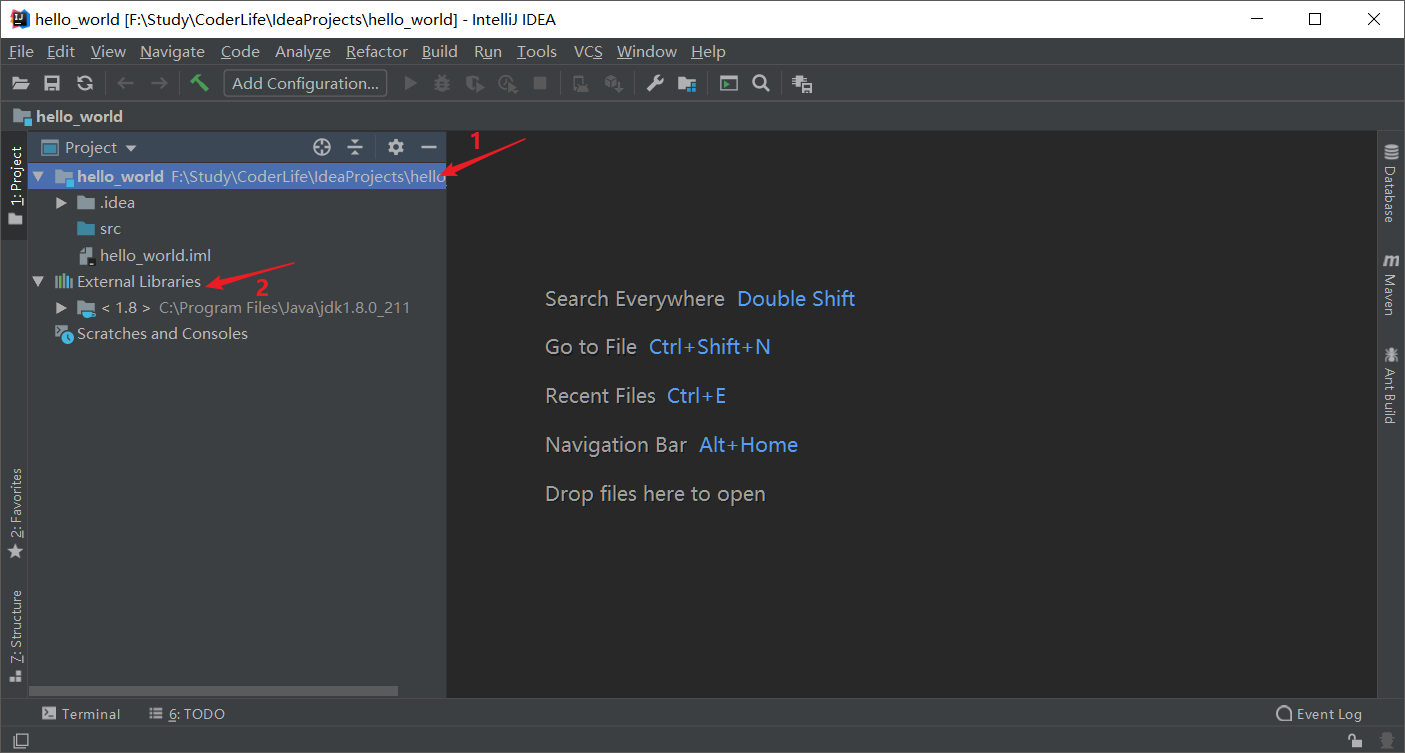 hello_world [F:\Study\CoderLife\IdeaProjects\hello_world] - IntelliJ IDEA
File Edit View Navigate Code Analyze Refactor Build Run Tools VCS Window Help
Add Configuration...
hello_world
Project
1
hello_world F:\Study\CoderLife\IdeaProjects\hello
.idea
src
hello_world.iml
External Libraries
2
< 1.8 > C:\Program Files\Java\jdk1.8.0_211
Scratches and Consoles
1: Project
2: Favorites
7: Structure
Search Everywhere Double Shift
Go to File Ctrl+Shift+N
Recent Files Ctrl+E
Navigation Bar Alt+Home
Drop files here to open
Database
m
Maven
Ant Build
Terminal 6: TODO Event Log